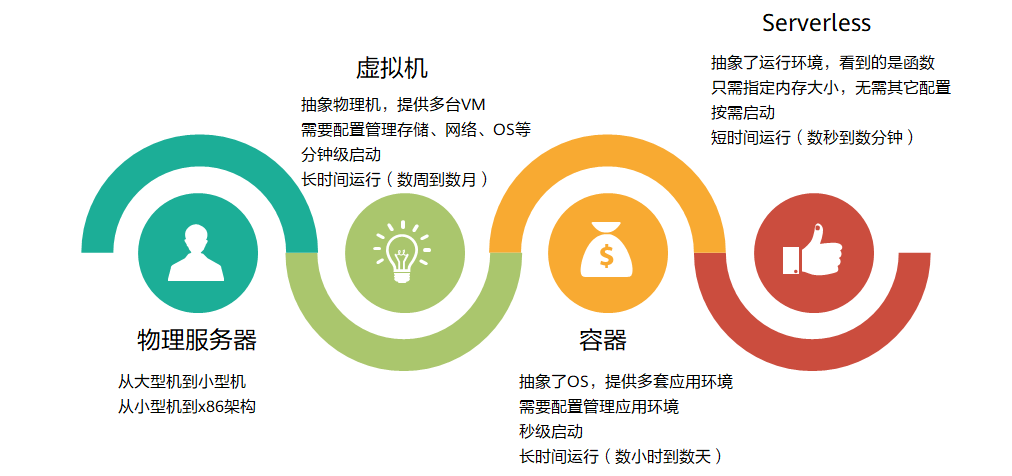 物理服务器
从大型机到小型机
从小型机到x86架构
虚拟机
抽象物理机，提供多台VM
需要配置管理存储、网络、OS等
分钟级启动
长时间运行（数周到数月）
容器
抽象了OS，提供多套应用环境
需要配置管理应用环境
秒级启动
长时间运行（数小时到数天）
Serverless
抽象了运行环境，看到的是函数
只需指定内存大小，无需其它配置
按需启动
短时间运行（数秒到数分钟）
$